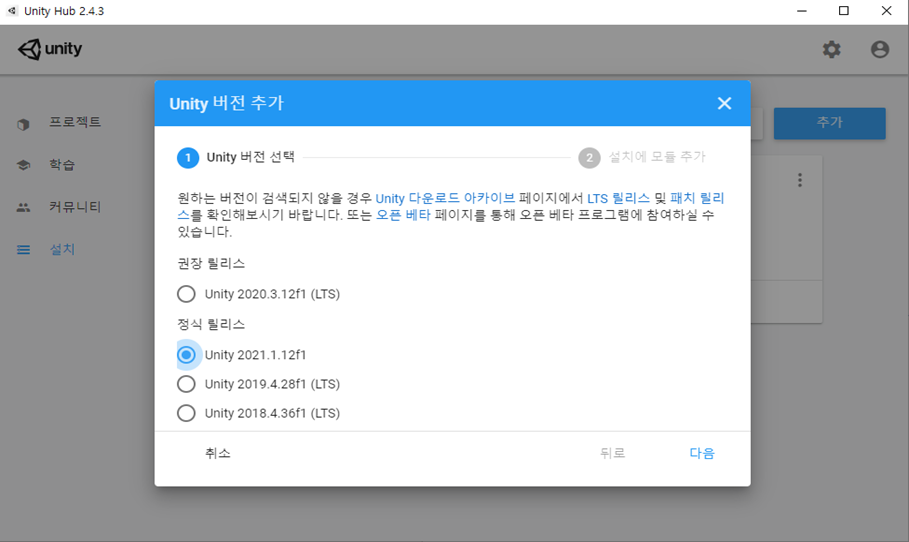 Unity Hub 2.4.3
unity
프로젝트
학습
커뮤니티
설치
추가
Unity 버전 추가
1 Unity 버전 선택
2 설치에 모듈 추가
원하는 버전이 검색되지 않을 경우 Unity 다운로드 아카이브 페이지에서 LTS 릴리스 및 패치 릴리
스를 확인해보시기 바랍니다. 또는 오픈 베타 페이지를 통해 오픈 베타 프로그램에 참여하실 수
있습니다.
권장 릴리스
Unity 2020.3.12f1 (LTS)
정식 릴리스
Unity 2021.1.12f1
Unity 2019.4.28f1 (LTS)
Unity 2018.4.36f1 (LTS)
취소
뒤로
다음